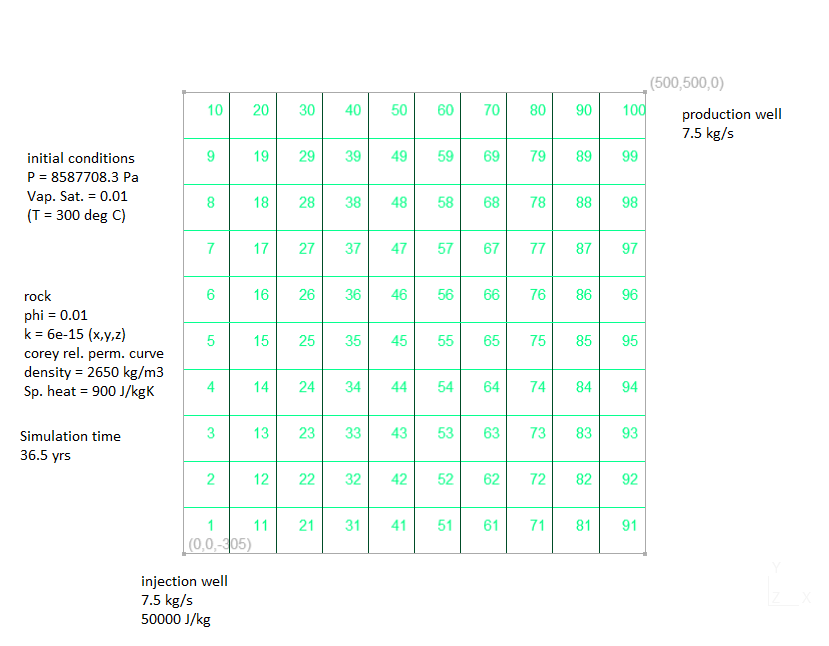 (500,500,0)
10 20 30 40 50 60 70 80 90 100
production well
7.5 kg/s
9 19 29 39 49 59 69 79 89 99
initial conditions
P = 8587708.3 Pa
Vap. Sat. = 0.01
(T = 300 deg C)
8 18 28 38 48 58 68 78 88 98
7 17 27 37 47 57 67 77 87 97
6 16 26 36 46 56 66 76 86 96
rock
phi = 0.01
k = 6e-15 (x,y,z)
corey rel. perm. curve
density = 2650 kg/m3
Sp. heat = 900 J/kgK
5 15 25 35 45 55 65 75 85 95
4 14 24 34 44 54 64 74 84 94
Simulation time
36.5 yrs
3 13 23 33 43 53 63 73 83 93
2 12 22 32 42 52 62 72 82 92
1 11 21 31 41 51 61 71 81 91
(0,0,-305)
injection well
7.5 kg/s
50000 J/kg
Y
Z X